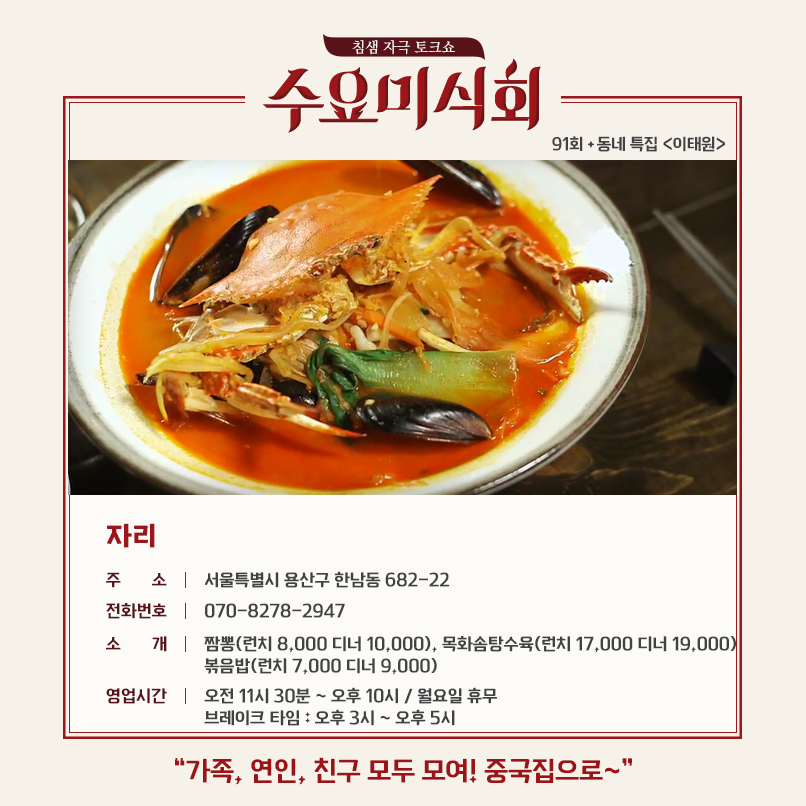 침샘 자극 토크쇼
수요미식회
91회 + 동네 특집 <이태원>
자리
주 소 | 서울특별시 용산구 한남동 682-22
전화번호 | 070-8278-2947
소 개 | 짬뽕(런치 8,000 디너 10,000), 목화솜탕수육(런치 17,000 디너 19,000)
볶음밥(런치 7,000 디너 9,000)
영업시간 | 오전 11시 30분 ~ 오후 10시 / 월요일 휴무
브레이크 타임 : 오후 3시 ~ 오후 5시
“가족, 연인, 친구 모두 모여! 중국집으로~”